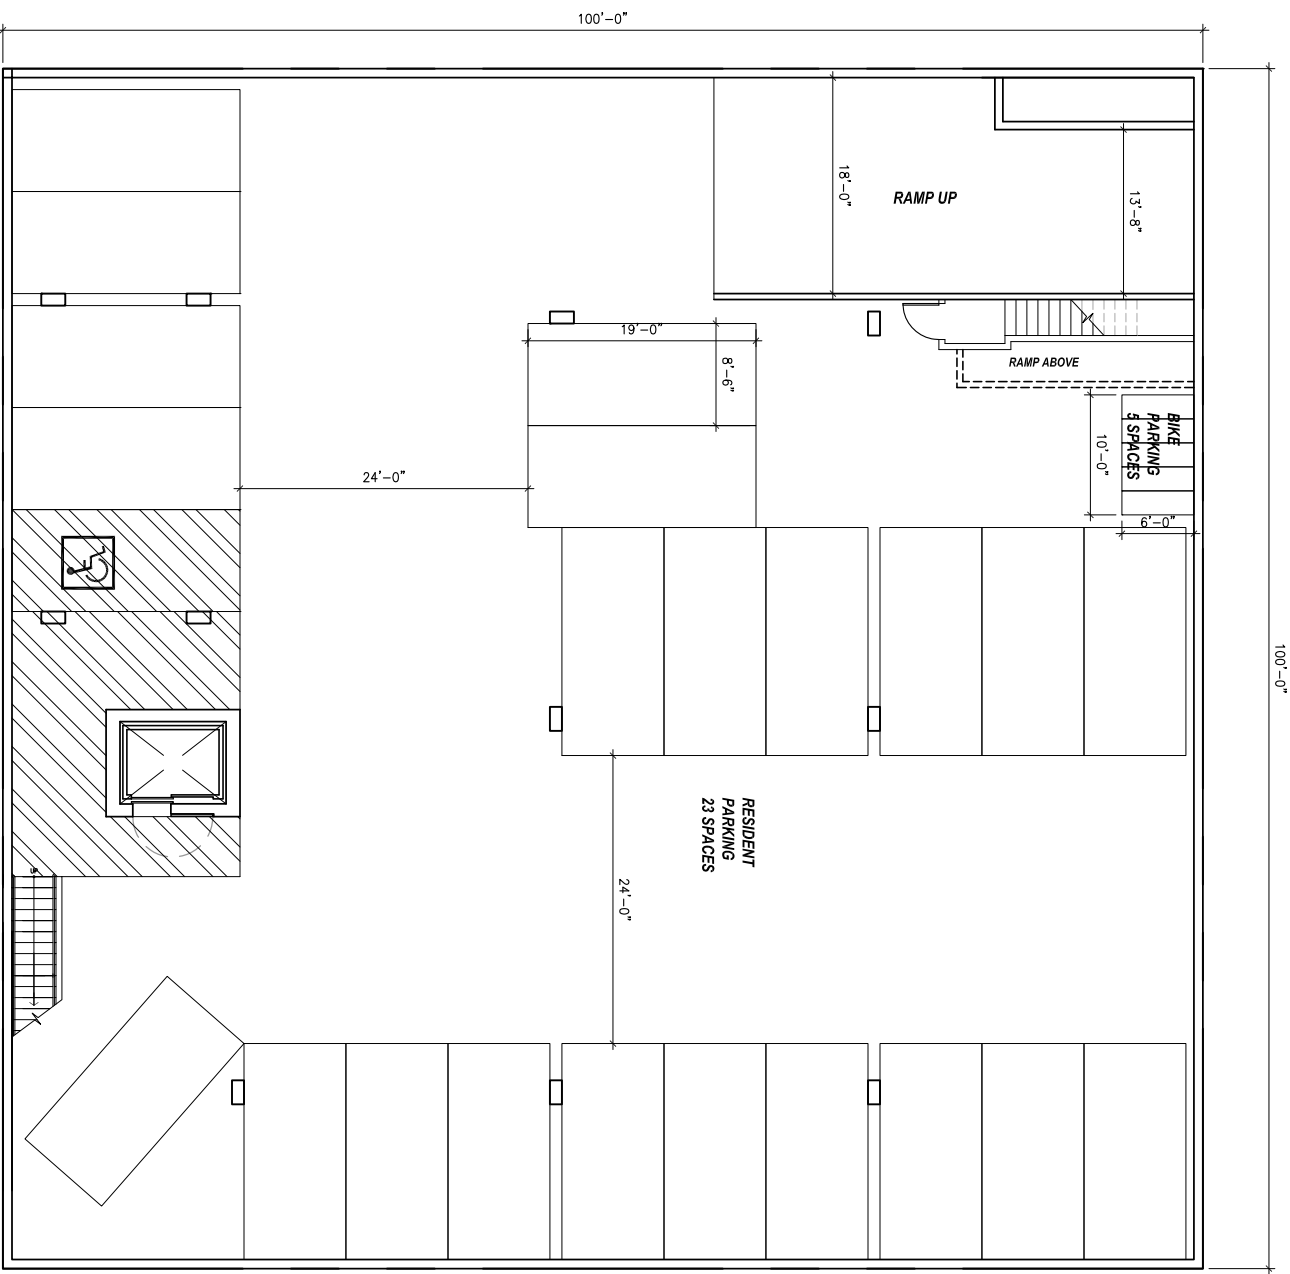 100'-0"
RAMP UP
18'-0"
13'-8"
19'-0"
8'-6"
RAMP ABOVE
BIKE
PARKING
5 SPACES
10'-0"
6'-0"
24'-0"
100'-0"
RESIDENT
PARKING
23 SPACES
24'-0"